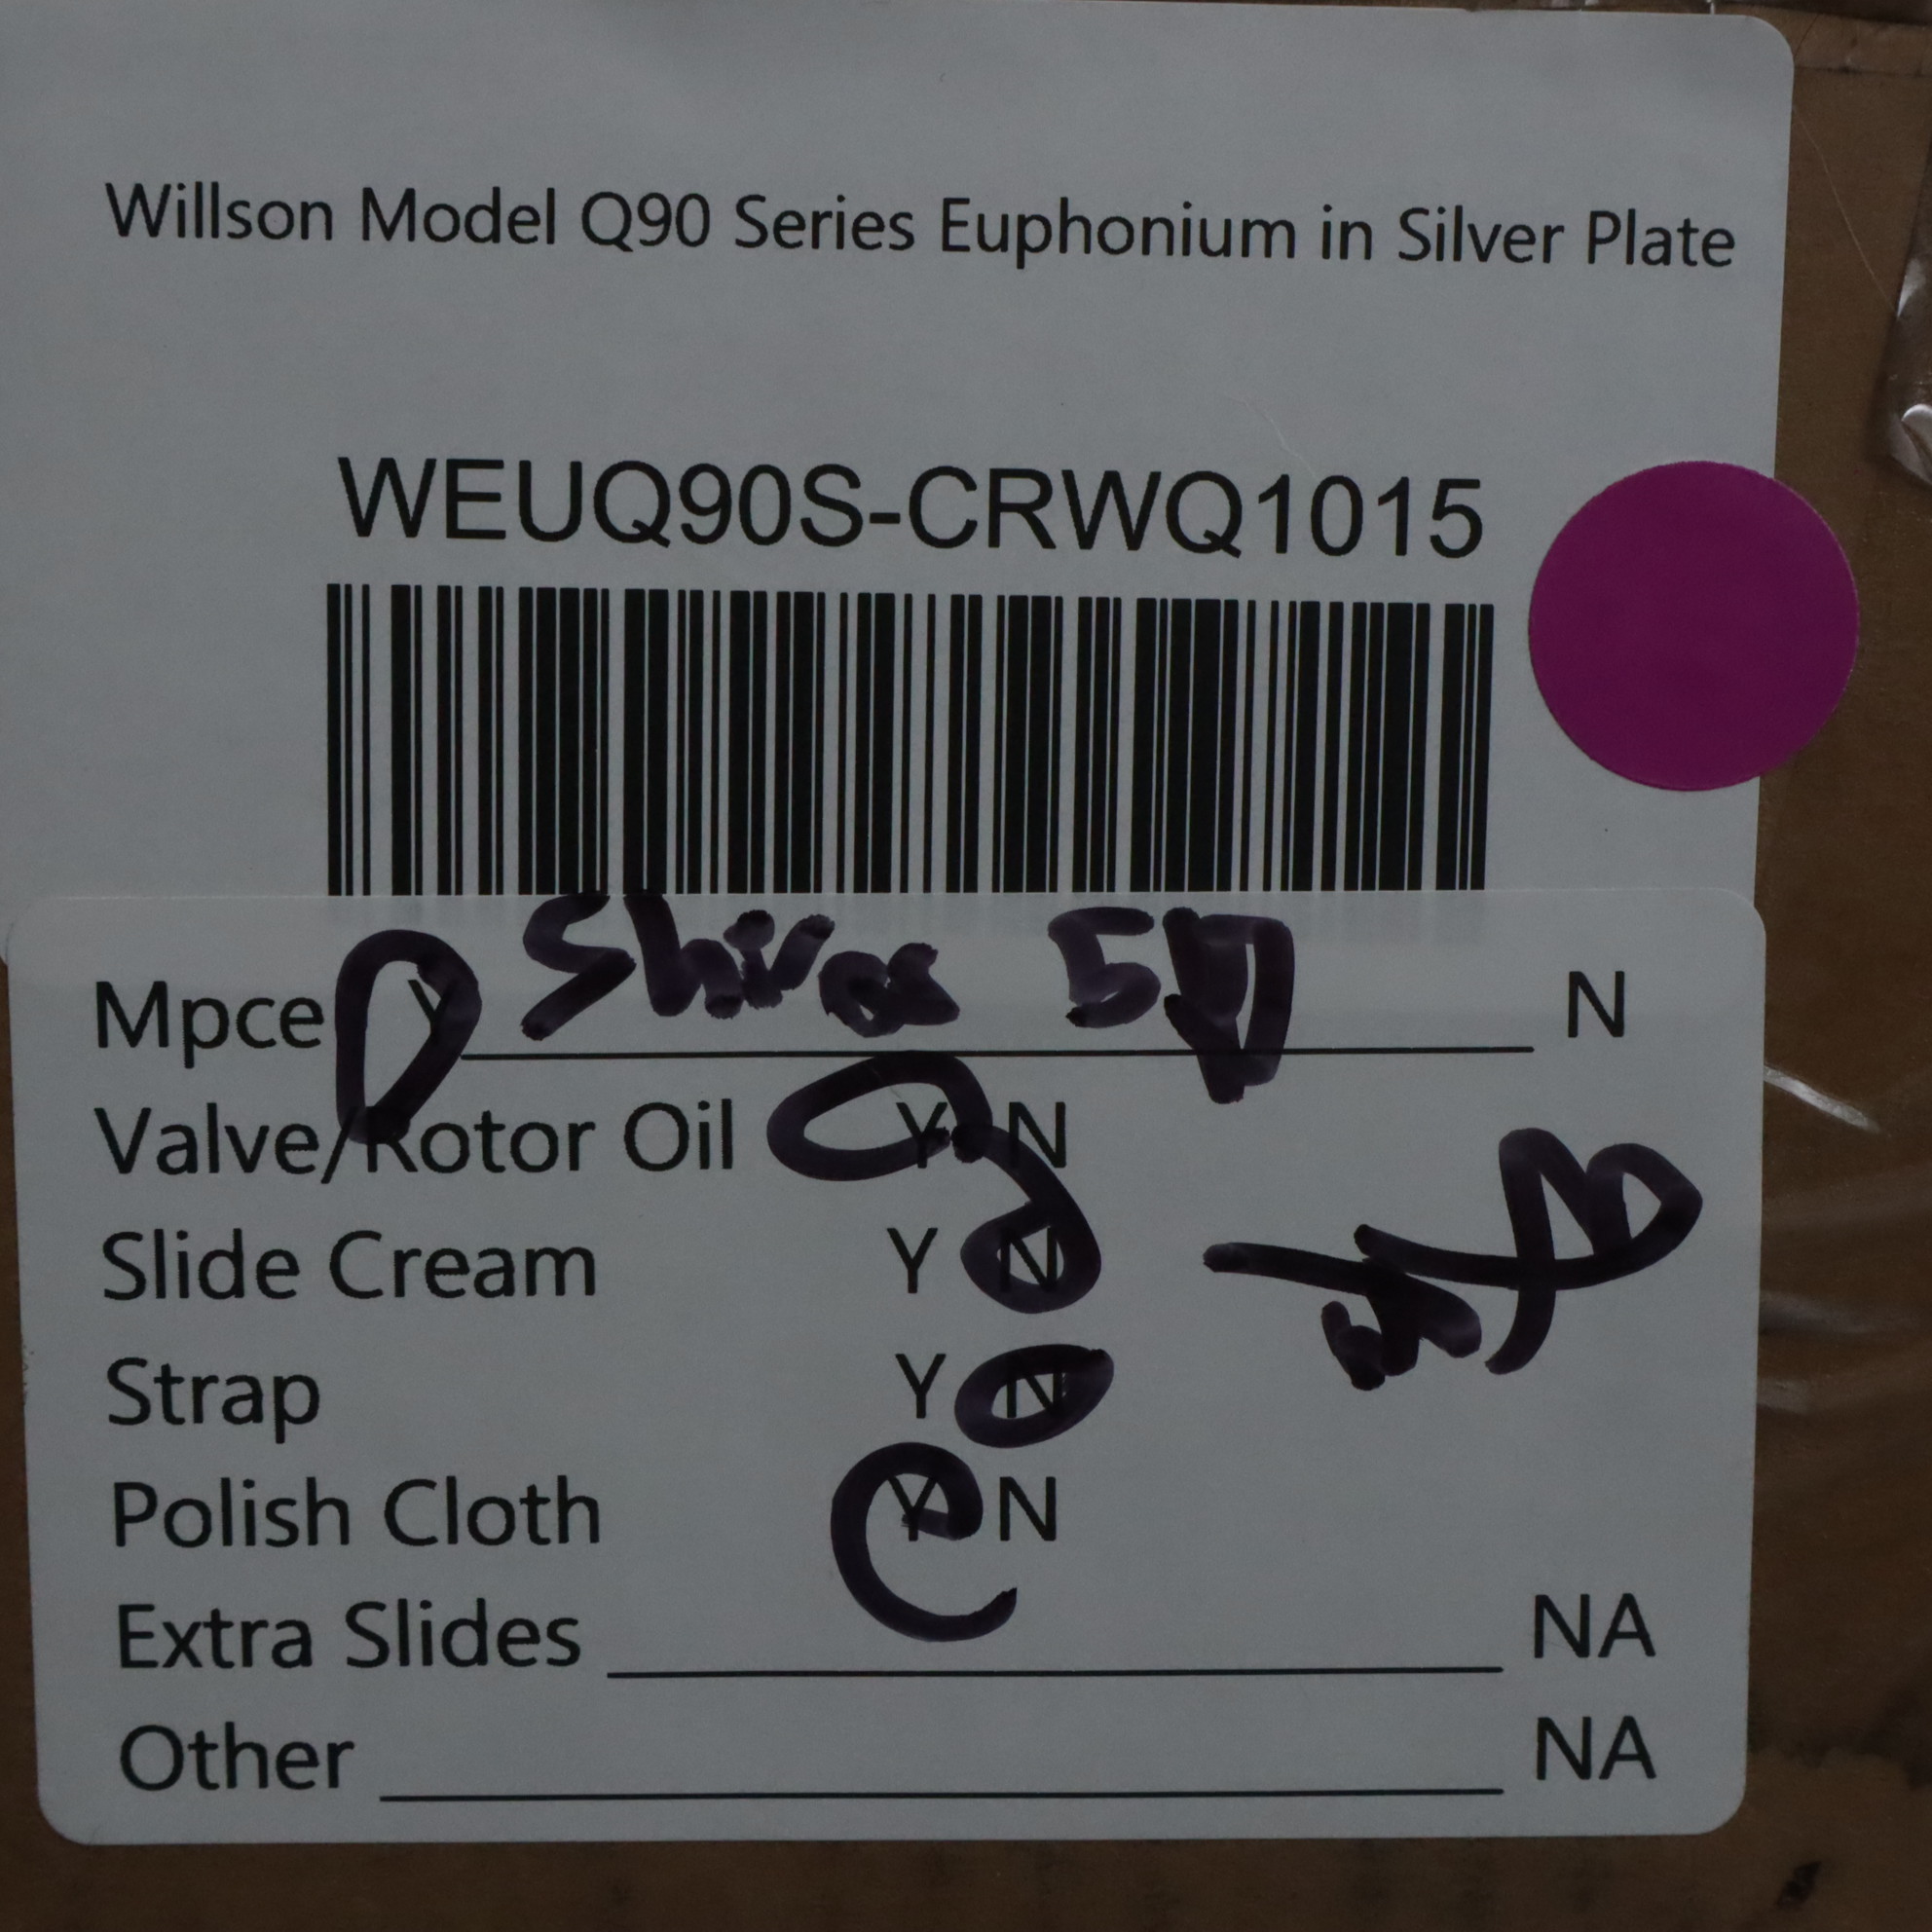 Willson Model Q90 Series Euphonium in Silver Plate
WEUQ90S-CRWQ1015
Mpce Y Shires 5D N
Valve/Rotor Oil Y N
Slide Cream Y N
Strap Y N
Polish Cloth Y N
Extra Slides NA
Other NA